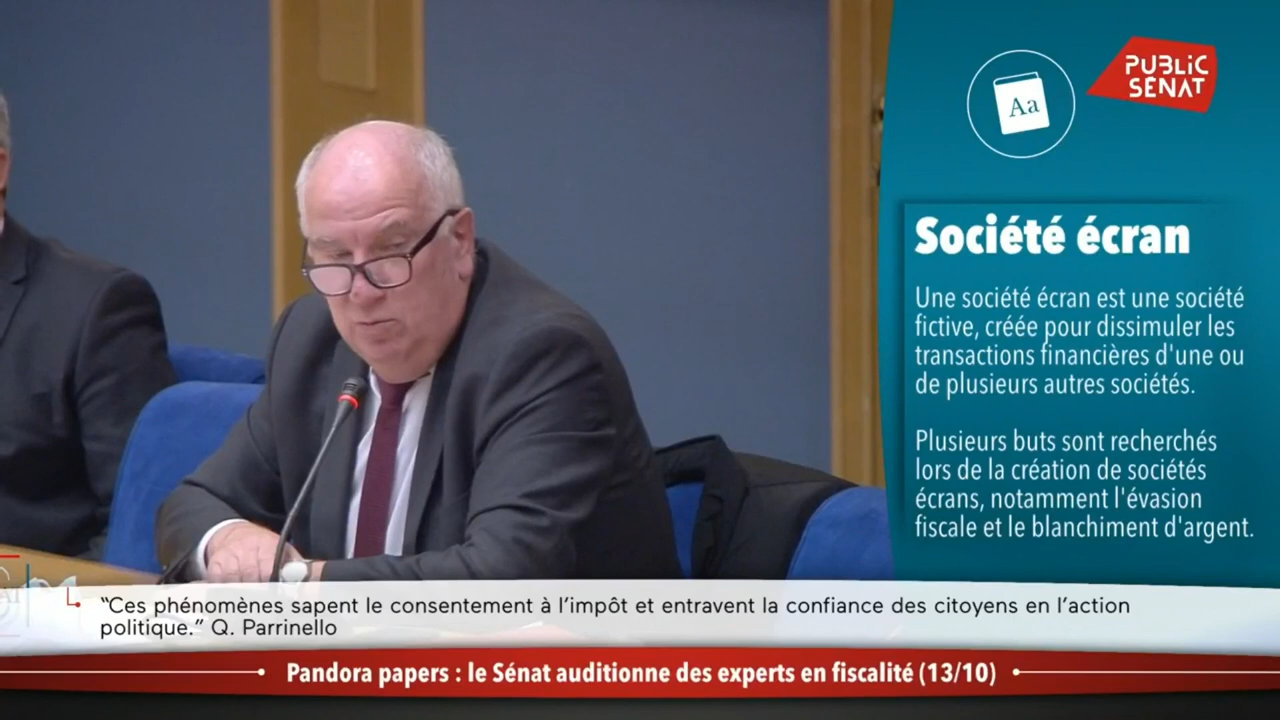 PUBLIC
SÉNAT
Aa
Société écran
Une société écran est une société
fictive, créée pour dissimuler les
transactions financières d'une ou
de plusieurs autres sociétés.
Plusieurs buts sont recherchés
lors de la création de sociétés
écrans, notamment l'évasion
fiscale et le blanchiment d'argent.
“Ces phénomènes sapent le consentement à l’impôt et entravent la confiance des citoyens en l’action
politique.” Q. Parrinello
Pandora papers : le Sénat auditionne des experts en fiscalité (13/10)